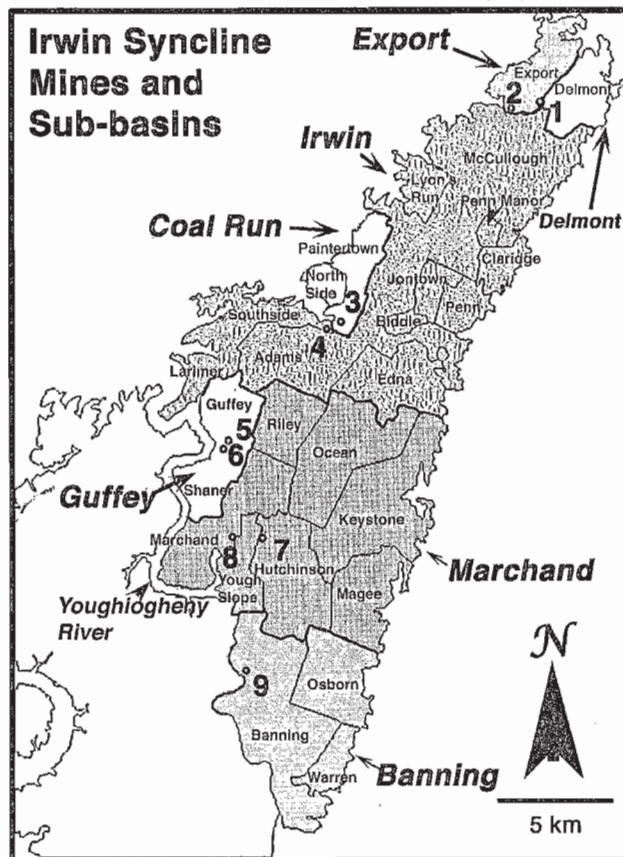 Irwin Syncline
Mines and
Sub-basins
Export
Export
Delmont
2
1
Irwin
McCullough
Lyon's
Run
Penn Manor
Delmont
Coal Run
Paintertown
Claridge
North
Side
Jontown
Penn
3
Southside
Biddle
4
Adams
Larimer
Edna
Guffey
Riley
5
6
Ocean
Guffey
Shaner
Keystone
Marchand
8
7
Hutchinson
Marchand
Yough
Slope
Magee
Youghiogheny
River
N
9
Osborn
Banning
Warren
Banning
5 km